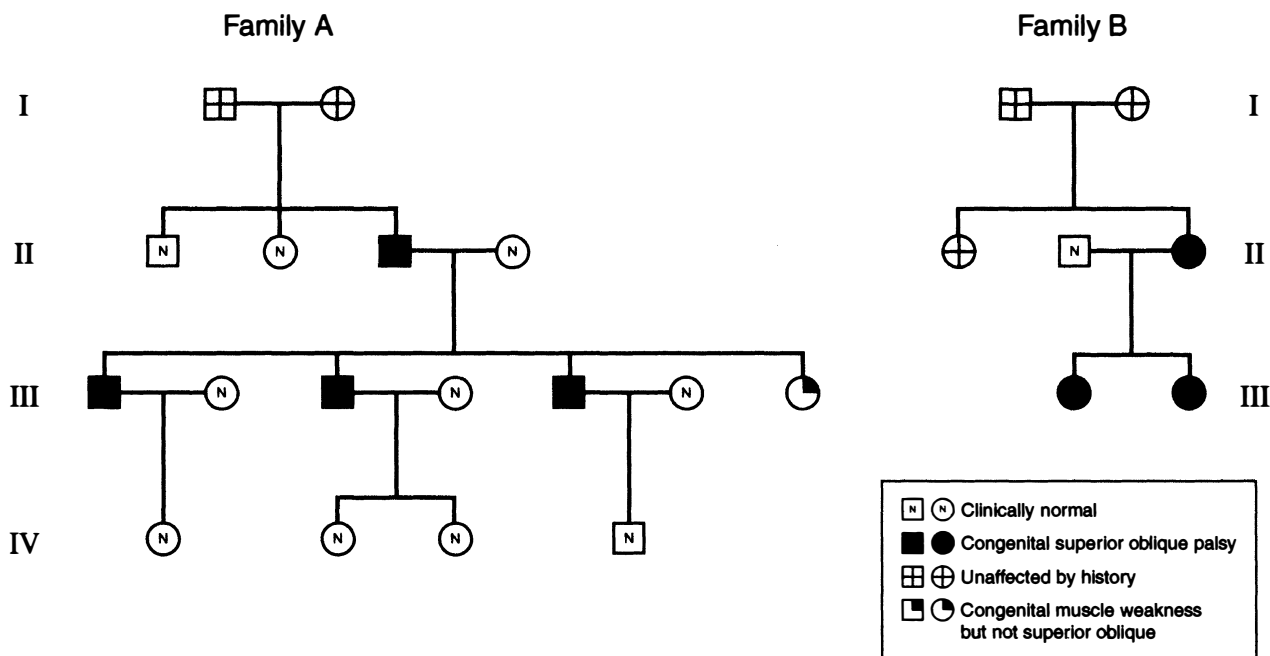 Family A Family B
I I
N N N
II N II
N N N
III III
N N N N
IV
N N Clinically normal
Congenital superior oblique palsy
Unaffected by history
Congenital muscle weakness
but not superior oblique